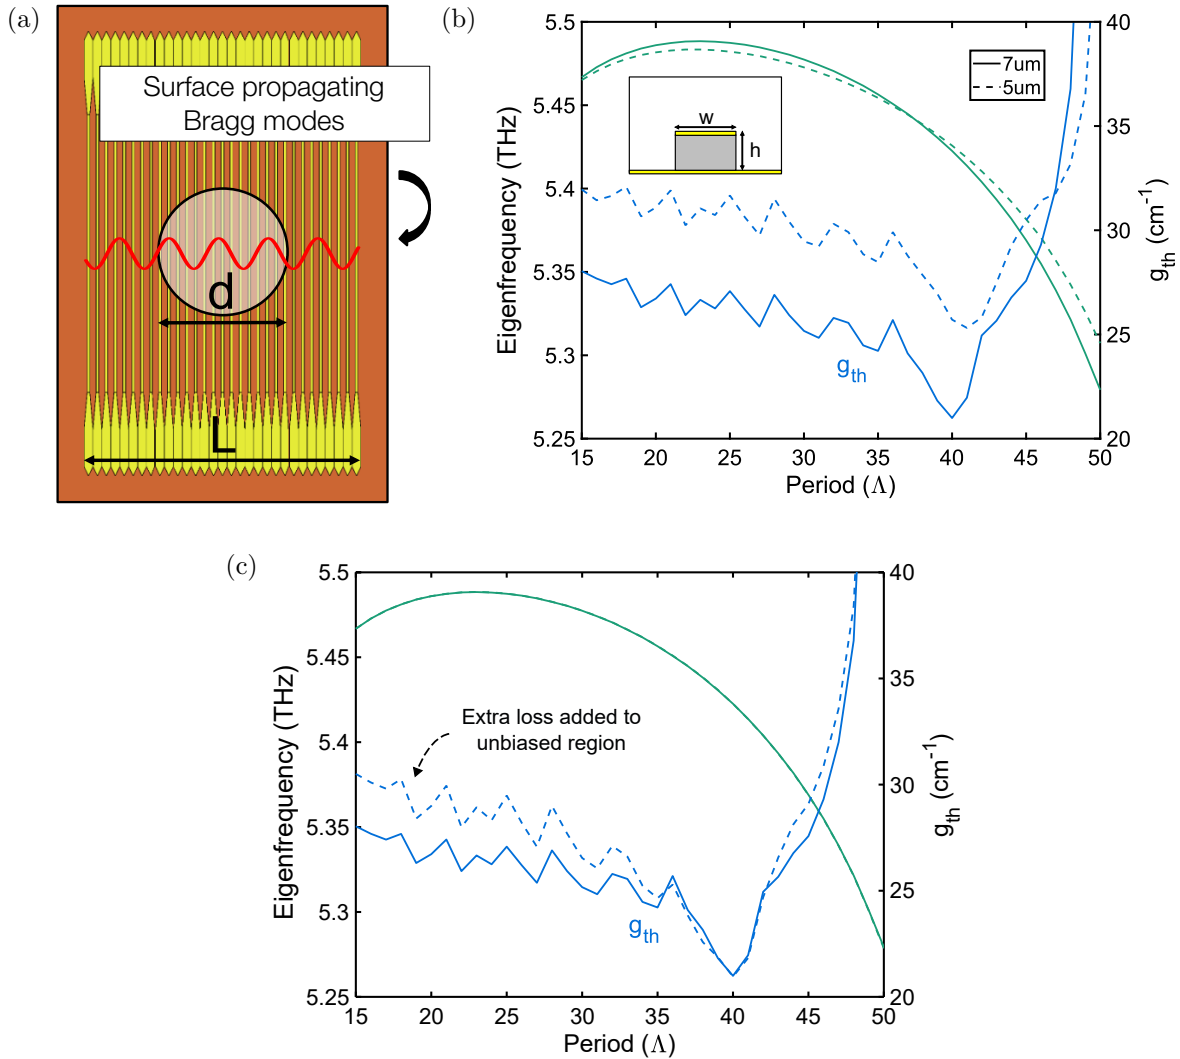 (a)
Surface propagating
Bragg modes
d
L
(b)
5.5
5.45
5.4
5.35
5.3
5.25
Eigenfrequency (THz)
15 20 25 30 35 40 45 50
Period (Λ)
40
35
30
25
20
g_th (cm⁻¹)
7um
5um
w
h
g_th
(c)
5.5
5.45
5.4
5.35
5.3
5.25
Eigenfrequency (THz)
15 20 25 30 35 40 45 50
Period (Λ)
40
35
30
25
20
g_th (cm⁻¹)
Extra loss added to
unbiased region
g_th